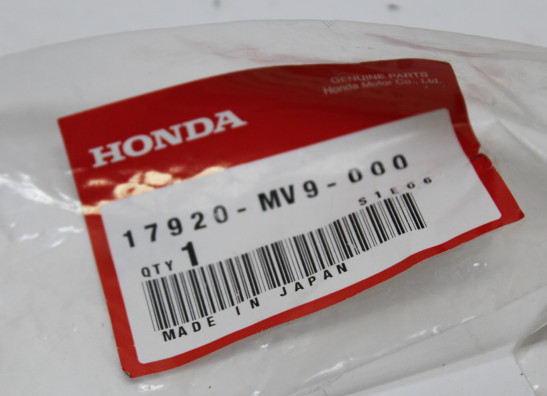 GENUINE PARTS
Honda Motor Co., Ltd.
HONDA
17920-MV9-000
S1E66
QTY 1
MADE IN JAPAN